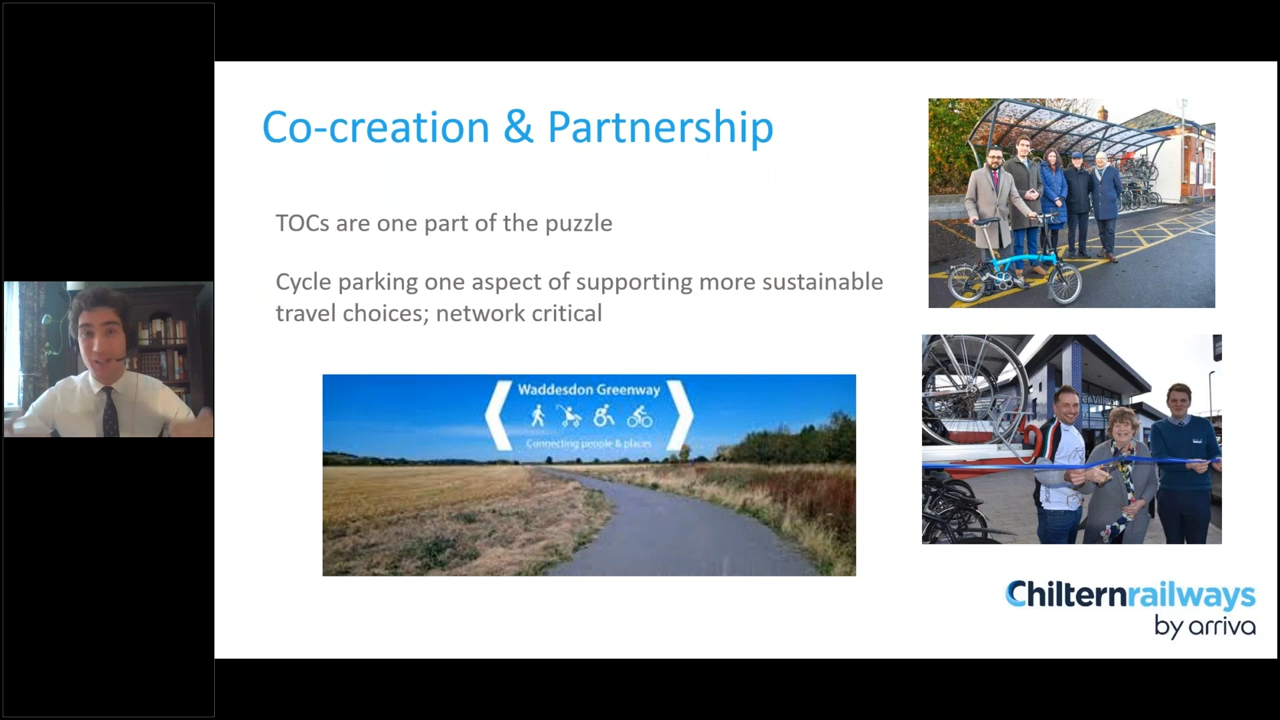 Co-creation & Partnership
TOCs are one part of the puzzle
Cycle parking one aspect of supporting more sustainable
travel choices; network critical
Waddesdon Greenway
Connecting people & places
Chilternrailways
by arriva